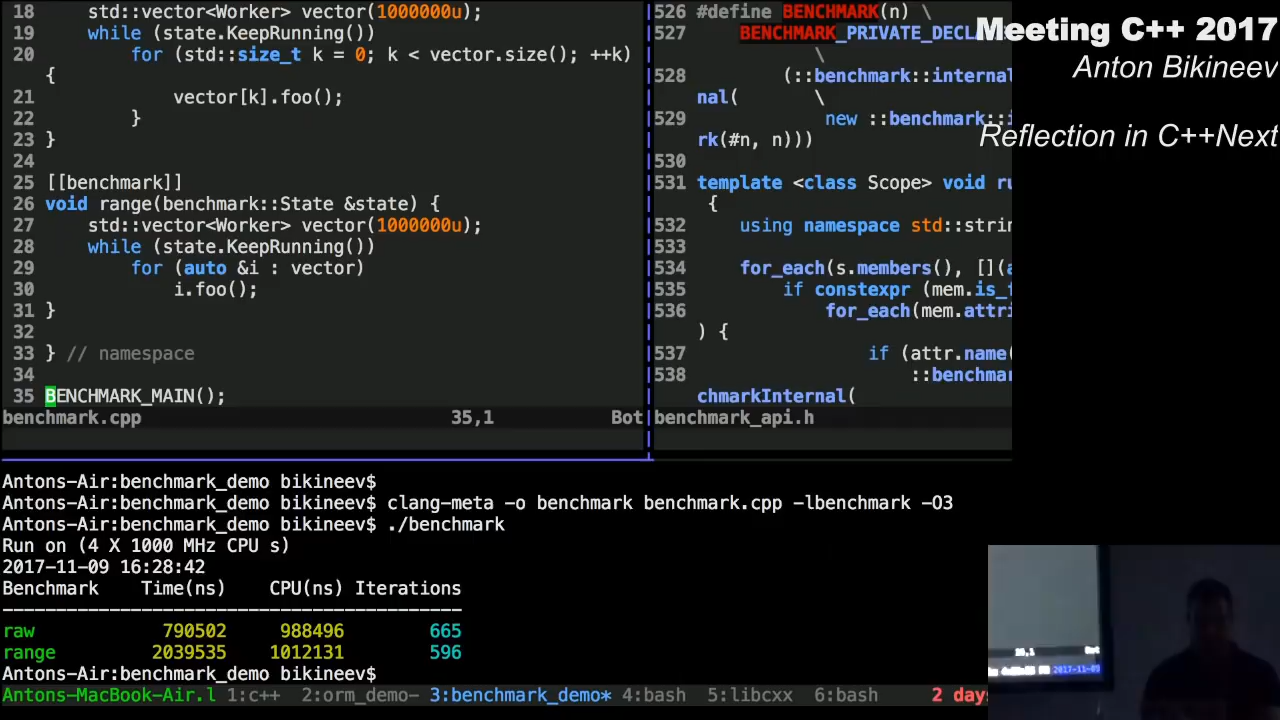 18    std::vector<Worker> vector(1000000u);
19    while (state.KeepRunning())
20        for (std::size_t k = 0; k < vector.size(); ++k)
{
21            vector[k].foo();
22        }
23 }
24
25 [[benchmark]]
26 void range(benchmark::State &state) {
27    std::vector<Worker> vector(1000000u);
28    while (state.KeepRunning())
29        for (auto &i : vector)
30            i.foo();
31 }
32
33 } // namespace
34
35 BENCHMARK_MAIN();
benchmark.cpp 35,1 Bot
526 #define BENCHMARK(n) \
527    BENCHMARK_PRIVATE_DECL
\
528        (::benchmark::internal
nal(        \
529            new ::benchmark::i
rk(#n, n)))
530
531 template <class Scope> void ru
{
532    using namespace std::strin
533
534    for_each(s.members(), [](a
535        if constexpr (mem.is_f
536            for_each(mem.attri
) {
537                if (attr.name(
538                    ::benchmar
chmarkInternal(
benchmark_api.h
Meeting C++ 2017
Anton Bikineev
Reflection in C++Next
Antons-Air:benchmark_demo bikineev$
Antons-Air:benchmark_demo bikineev$ clang-meta -o benchmark benchmark.cpp -lbenchmark -O3
Antons-Air:benchmark_demo bikineev$ ./benchmark
Run on (4 X 1000 MHz CPU s)
2017-11-09 16:28:42
Benchmark    Time(ns)    CPU(ns) Iterations
-------------------------------------------
raw            790502     988496        665
range         2039535    1012131        596
Antons-Air:benchmark_demo bikineev$
Antons-MacBook-Air.l 1:c++ 2:orm_demo- 3:benchmark_demo* 4:bash 5:libcxx 6:bash 2 days
35,1 Bot
2017-11-09